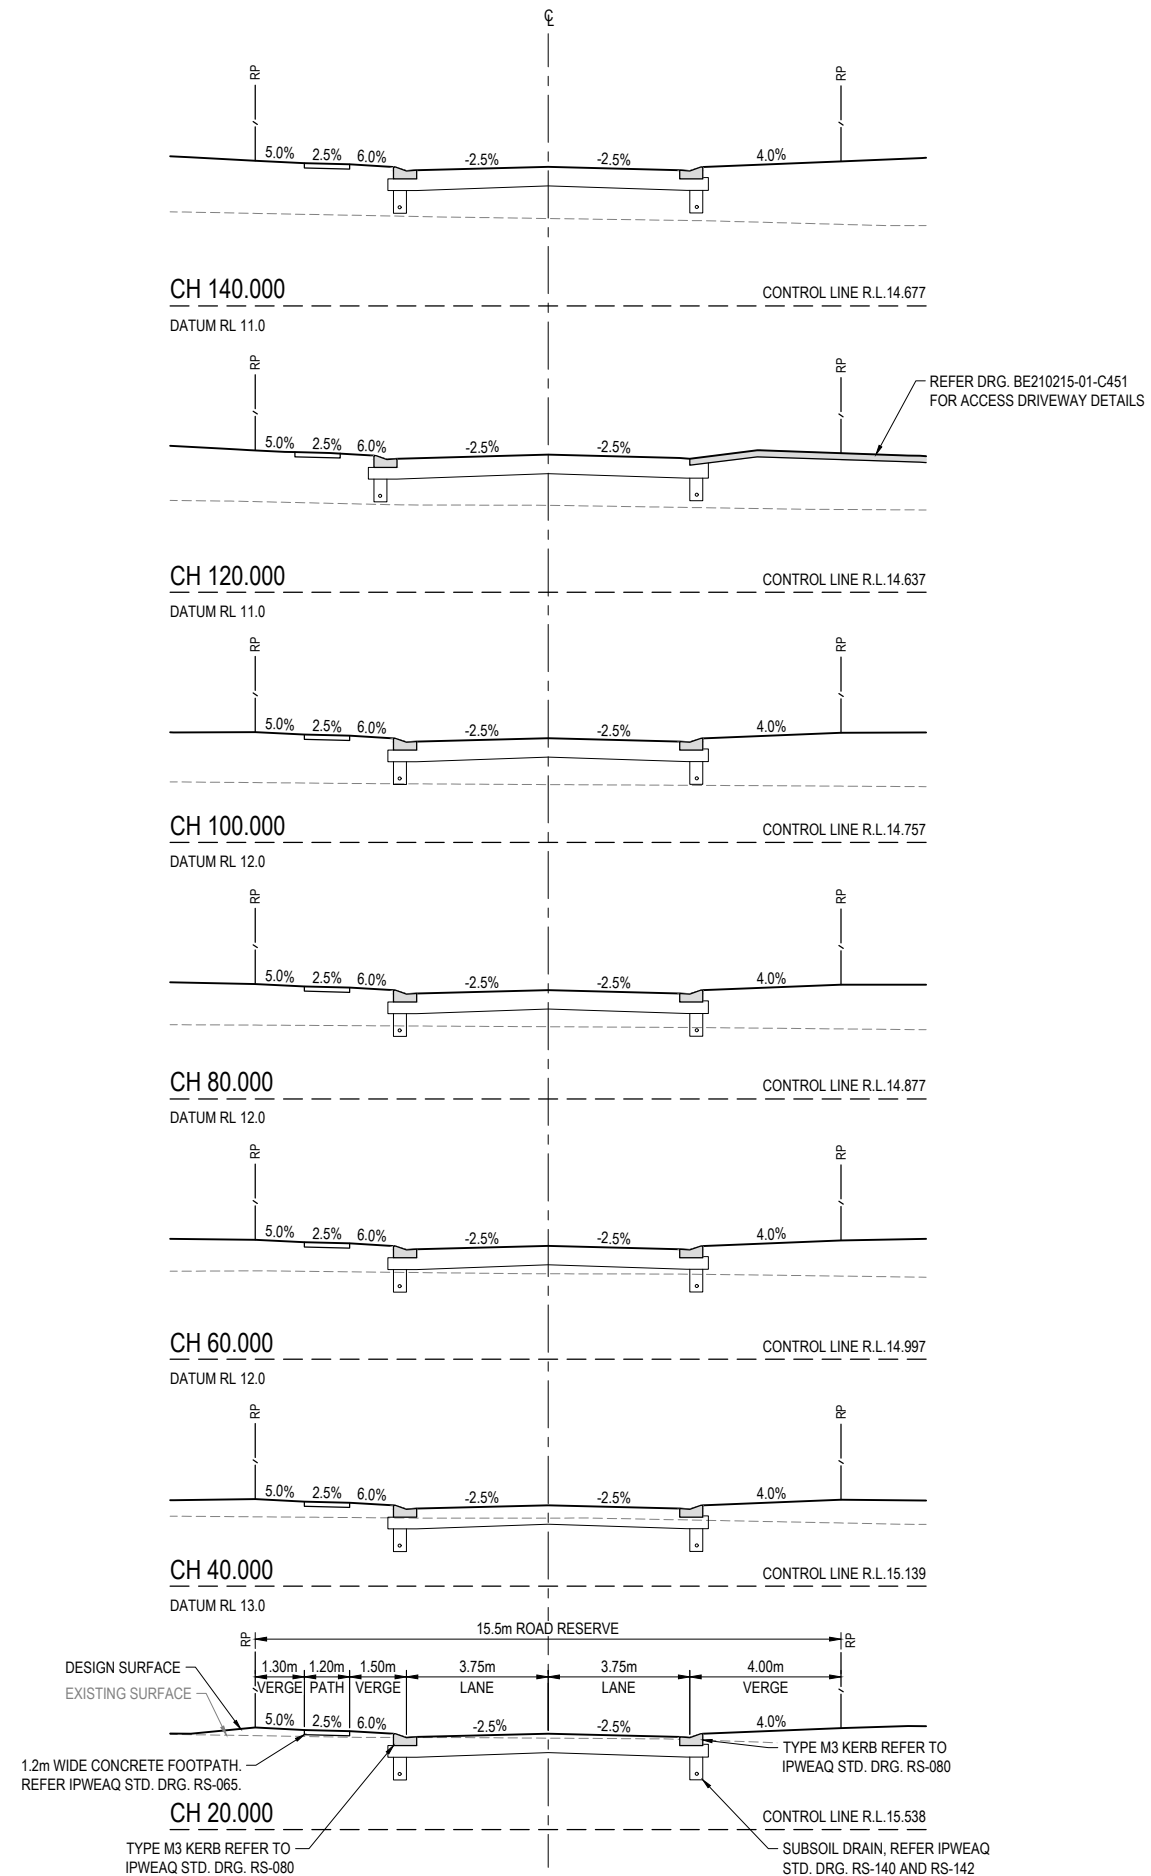 ℄
RP RP
5.0% 2.5% 6.0% -2.5% -2.5% 4.0%
CH 140.000 CONTROL LINE R.L.14.677
DATUM RL 11.0
RP RP
REFER DRG. BE210215-01-C451
FOR ACCESS DRIVEWAY DETAILS
5.0% 2.5% 6.0% -2.5% -2.5%
CH 120.000 CONTROL LINE R.L.14.637
DATUM RL 11.0
RP RP
5.0% 2.5% 6.0% -2.5% -2.5% 4.0%
CH 100.000 CONTROL LINE R.L.14.757
DATUM RL 12.0
RP RP
5.0% 2.5% 6.0% -2.5% -2.5% 4.0%
CH 80.000 CONTROL LINE R.L.14.877
DATUM RL 12.0
RP RP
5.0% 2.5% 6.0% -2.5% -2.5% 4.0%
CH 60.000 CONTROL LINE R.L.14.997
DATUM RL 12.0
RP RP
5.0% 2.5% 6.0% -2.5% -2.5% 4.0%
CH 40.000 CONTROL LINE R.L.15.139
DATUM RL 13.0
15.5m ROAD RESERVE
RP RP
1.30m 1.20m 1.50m 3.75m 3.75m 4.00m
VERGE PATH VERGE LANE LANE VERGE
DESIGN SURFACE
EXISTING SURFACE
5.0% 2.5% 6.0% -2.5% -2.5% 4.0%
1.2m WIDE CONCRETE FOOTPATH.
REFER IPWEAQ STD. DRG. RS-065.
TYPE M3 KERB REFER TO
IPWEAQ STD. DRG. RS-080
CH 20.000 CONTROL LINE R.L.15.538
TYPE M3 KERB REFER TO
IPWEAQ STD. DRG. RS-080
SUBSOIL DRAIN, REFER IPWEAQ
STD. DRG. RS-140 AND RS-142